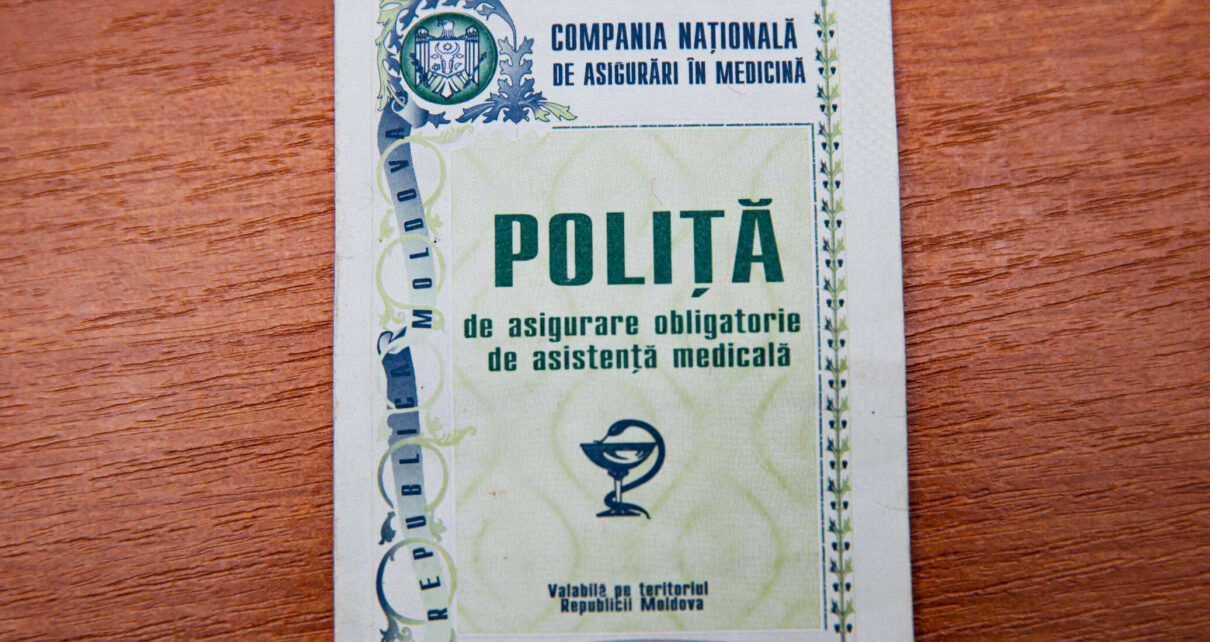 COMPANIA NAȚIONALĂ
DE ASIGURĂRI ÎN MEDICINĂ
REPUBLICA MOLDOVA
POLIȚĂ
de asigurare obligatorie
de asistență medicală
Valabilă pe teritoriul
Republicii Moldova